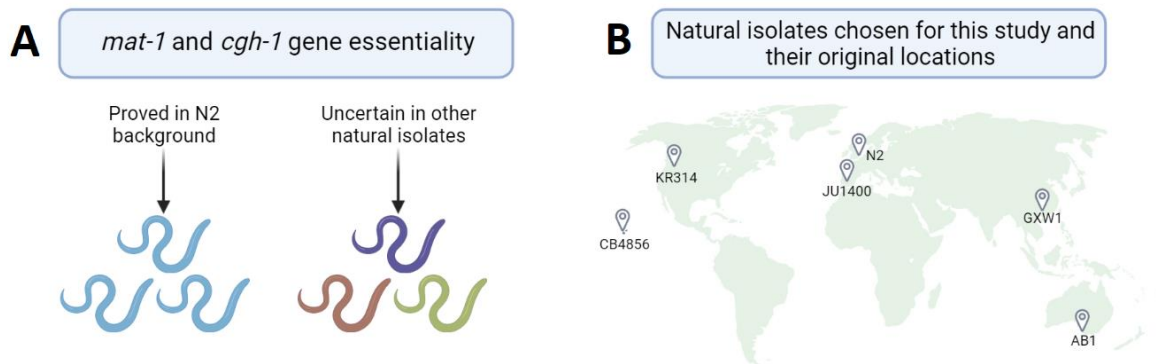 A
mat-1 and cgh-1 gene essentiality
Proved in N2
background
Uncertain in other
natural isolates
B
Natural isolates chosen for this study and
their original locations
N2
KR314
JU1400
GXW1
CB4856
AB1